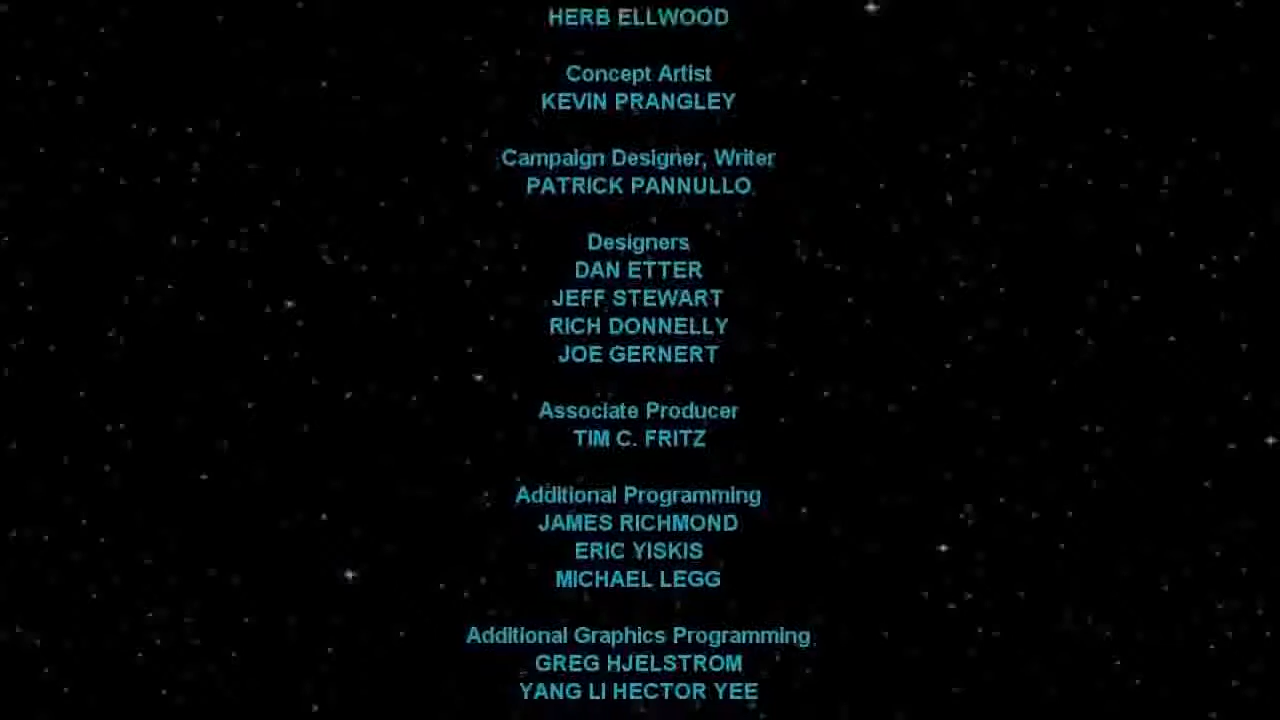 HERB ELLWOOD
Concept Artist
KEVIN PRANGLEY
Campaign Designer, Writer
PATRICK PANNULLO
Designers
DAN ETTER
JEFF STEWART
RICH DONNELLY
JOE GERNERT
Associate Producer
TIM C. FRITZ
Additional Programming
JAMES RICHMOND
ERIC YISKIS
MICHAEL LEGG
Additional Graphics Programming
GREG HJELSTROM
YANG LI HECTOR YEE